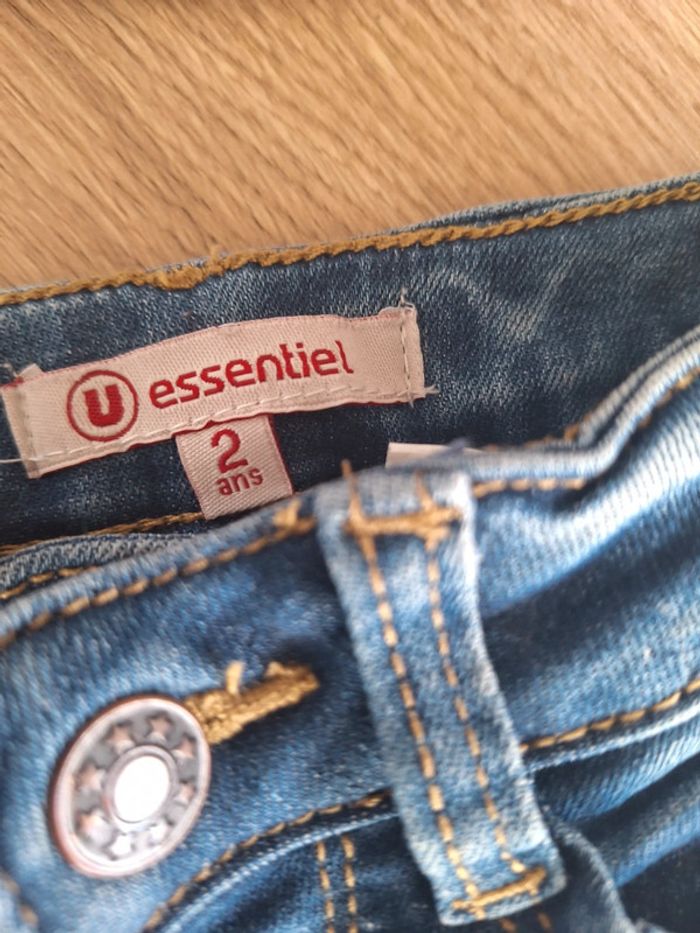 U essentiel
2
ans